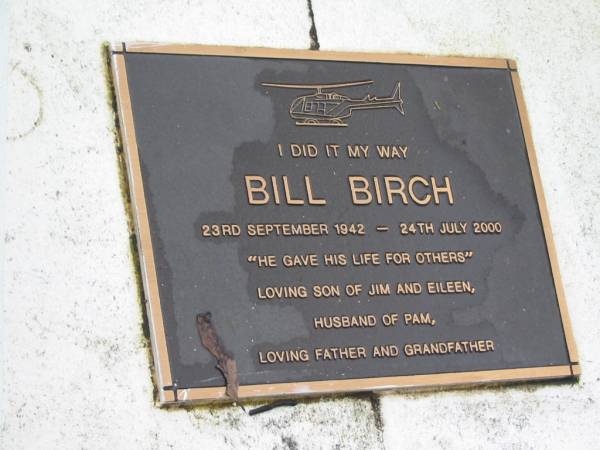 I DID IT MY WAY
BILL BIRCH
23RD SEPTEMBER 1942 – 24TH JULY 2000
"HE GAVE HIS LIFE FOR OTHERS"
LOVING SON OF JIM AND EILEEN,
HUSBAND OF PAM,
LOVING FATHER AND GRANDFATHER